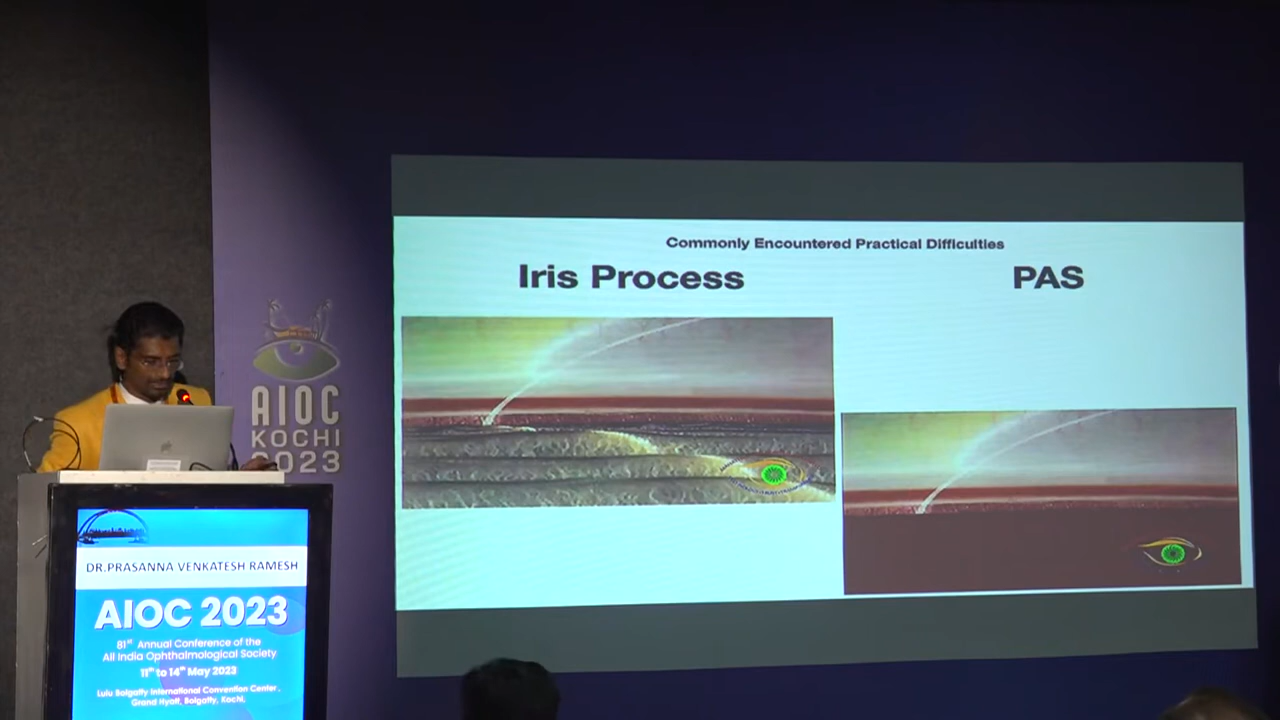 Commonly Encountered Practical Difficulties
Iris Process
PAS
AIOC
KOCHI
2023
DR.PRASANNA VENKATESH RAMESH
AIOC 2023
81st Annual Conference of the
All India Ophthalmological Society
11th to 14th May 2023
Lulu Bolgatty International Convention Center,
Grand Hyatt, Bolgatty, Kochi.